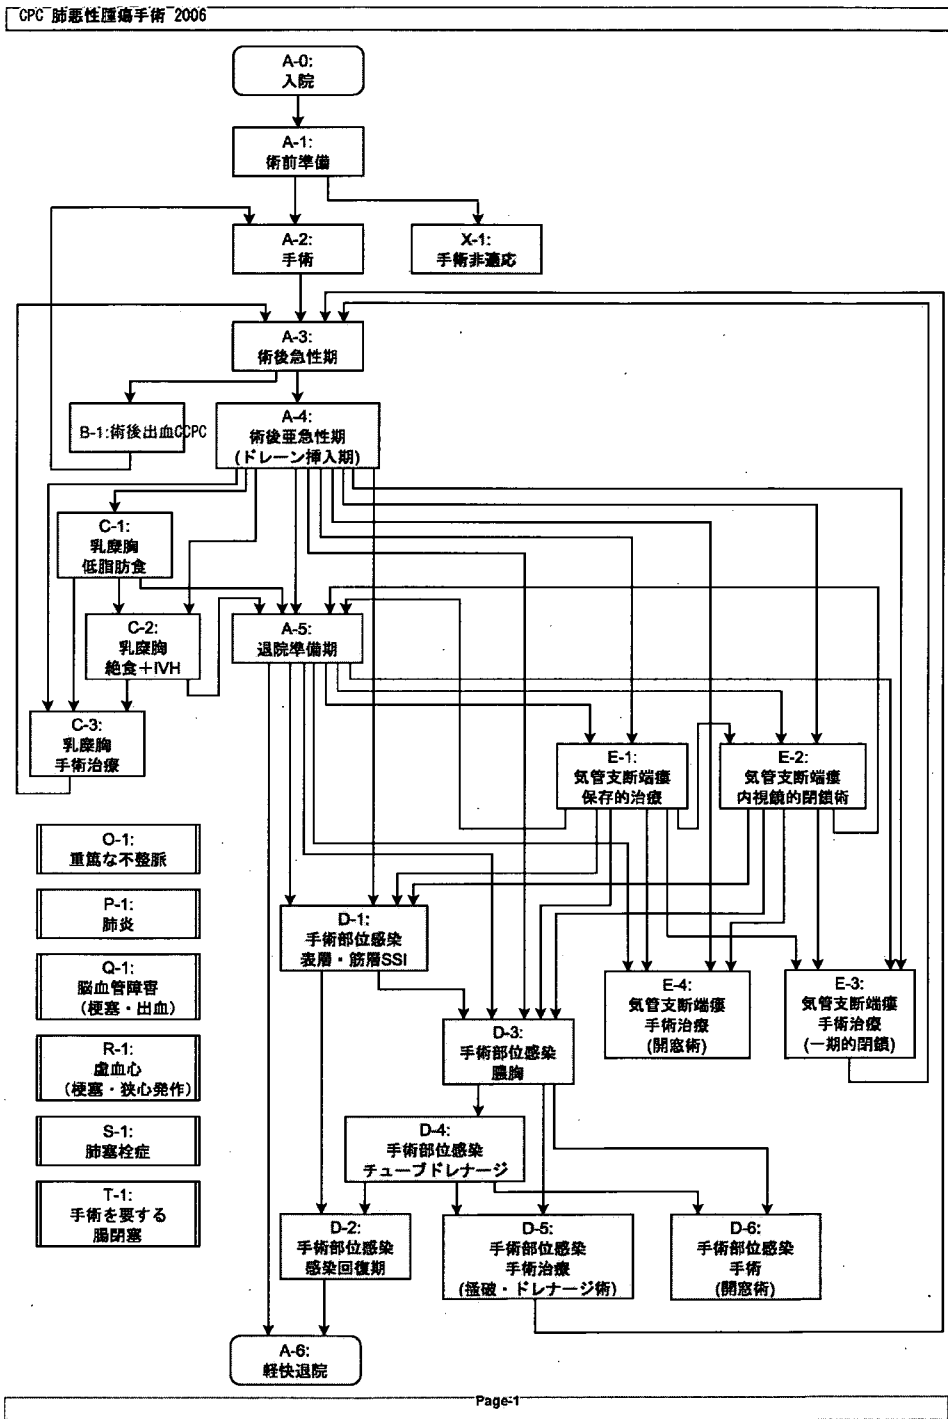 CPC 肺悪性腫瘍手術 2006
A-0:
入院
A-1:
術前準備
A-2:
手術
X-1:
手術非適応
A-3:
術後急性期
B-1:術後出血CCPC
A-4:
術後亜急性期
(ドレーン挿入期)
C-1:
乳糜胸
低脂肪食
C-2:
乳糜胸
絶食+IVH
A-5:
退院準備期
C-3:
乳糜胸
手術治療
E-1:
気管支断端瘻
保存的治療
E-2:
気管支断端瘻
内視鏡的閉鎖術
O-1:
重篤な不整脈
P-1:
肺炎
Q-1:
脳血管障害
(梗塞・出血)
R-1:
虚血心
(梗塞・狭心発作)
S-1:
肺塞栓症
T-1:
手術を要する
腸閉塞
D-1:
手術部位感染
表層・筋層SSI
E-4:
気管支断端瘻
手術治療
(開窓術)
E-3:
気管支断端瘻
手術治療
(一期的閉鎖)
D-3:
手術部位感染
膿胸
D-4:
手術部位感染
チューブドレナージ
D-2:
手術部位感染
感染回復期
D-5:
手術部位感染
手術治療
(掻破・ドレナージ術)
D-6:
手術部位感染
手術
(開窓術)
A-6:
軽快退院
Page-1